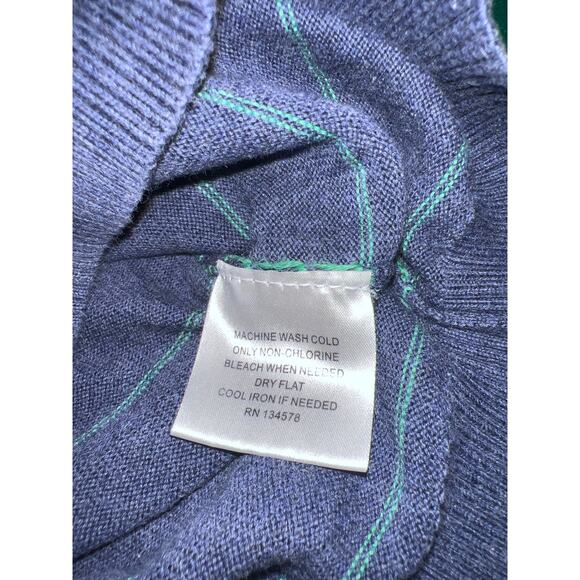 MACHINE WASH COLD
ONLY NON-CHLORINE
BLEACH WHEN NEEDED
DRY FLAT
COOL IRON IF NEEDED
RN 134578